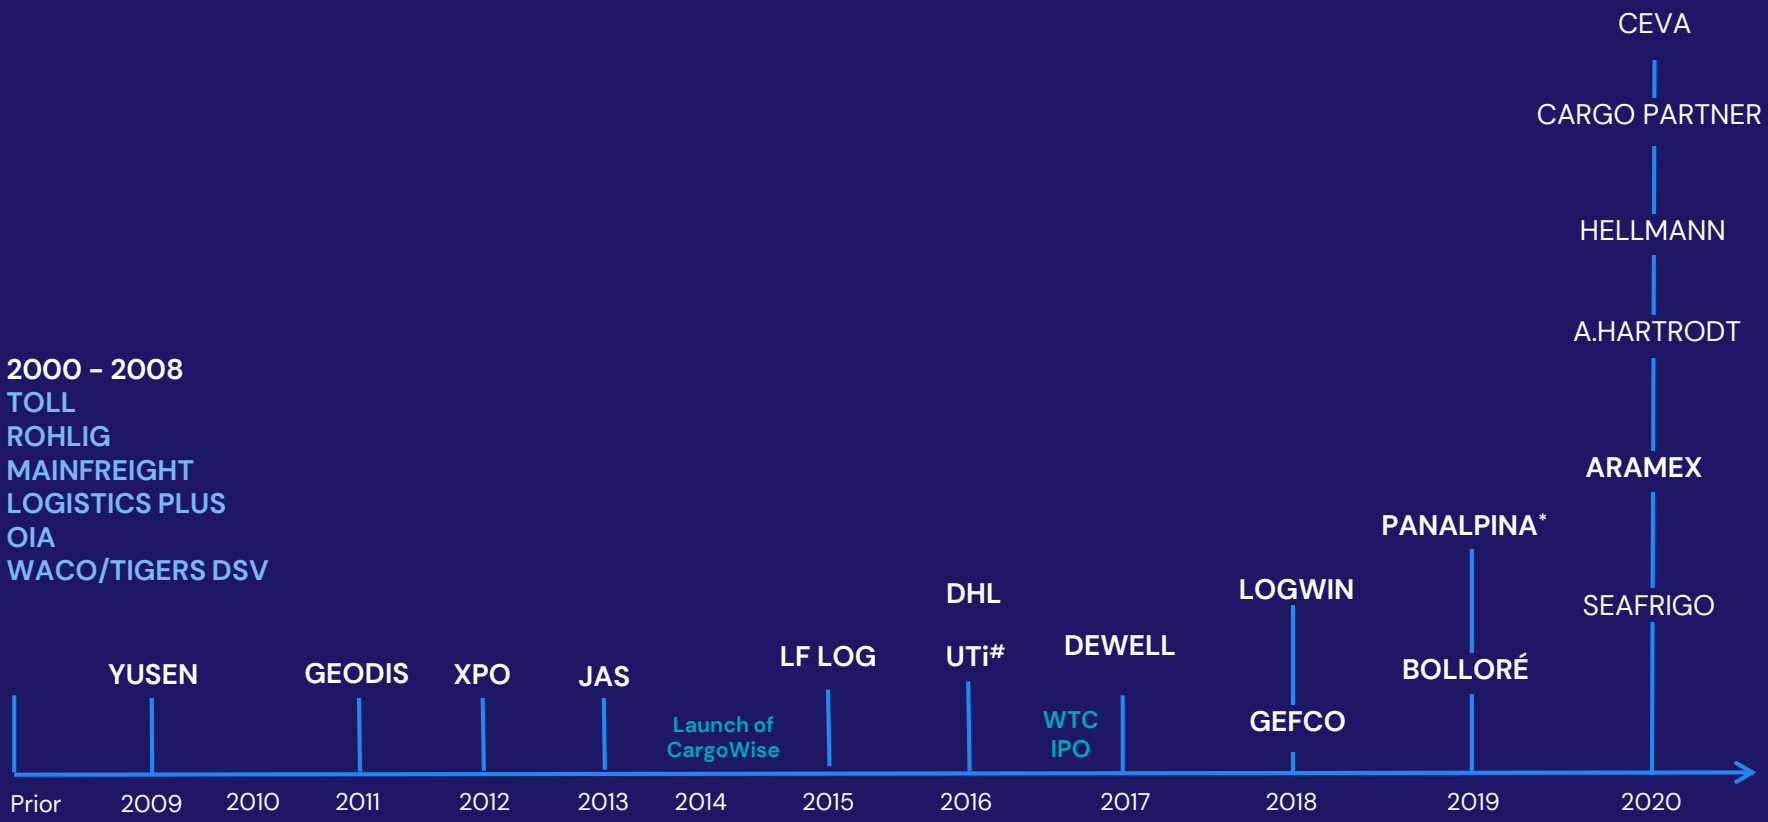 CEVA
CARGO PARTNER
HELLMANN
A.HARTRODT
2000 - 2008
TOLL
ROHLIG
MAINFREIGHT
LOGISTICS PLUS
OIA
WACO/TIGERS DSV
ARAMEX
PANALPINA*
SEAFRIGO
DHL
LOGWIN
YUSEN
GEODIS
XPO
JAS
LF LOG
UTi#
DEWELL
BOLLORÉ
Launch of
CargoWise
WTC
IPO
GEFCO
Prior
2009
2010
2011
2012
2013
2014
2015
2016
2017
2018
2019
2020